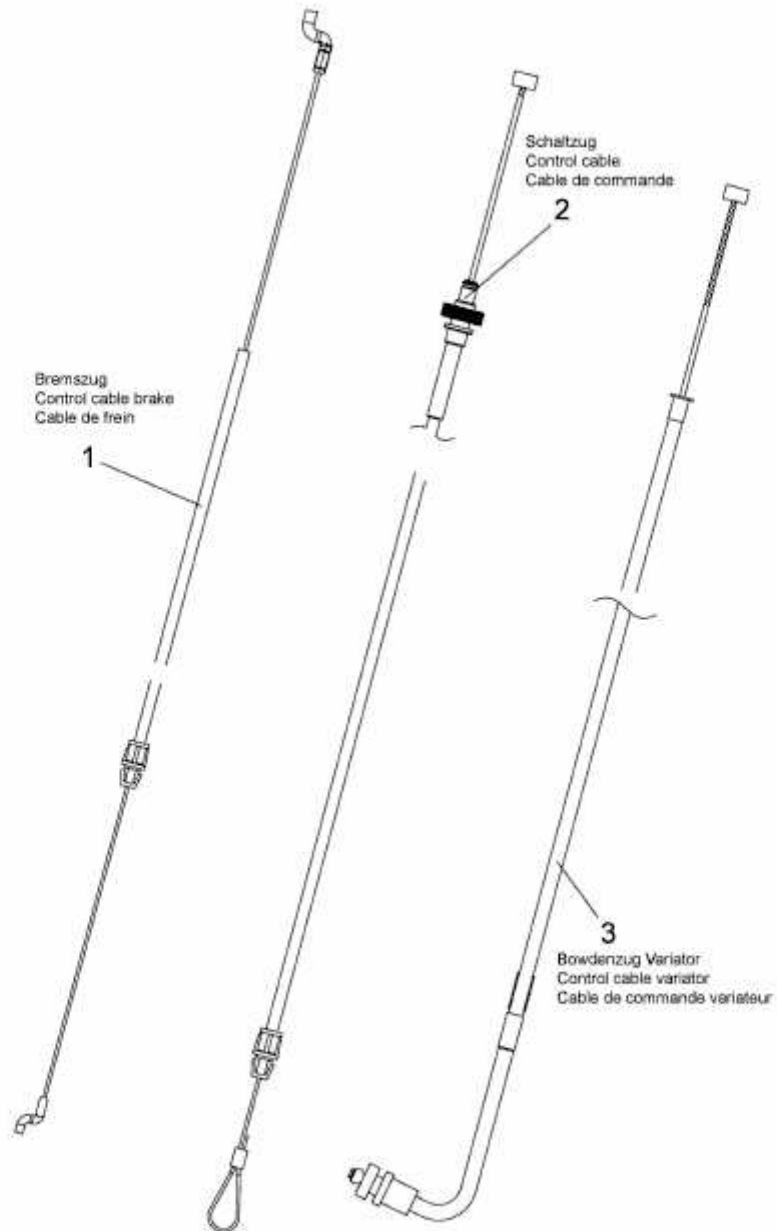 Schaltzug
Control cable
Cable de commande
2
Bremszug
Control cable brake
Cable de frein
1
3
Bowdenzug Variator
Control cable variator
Cable de commande variateur